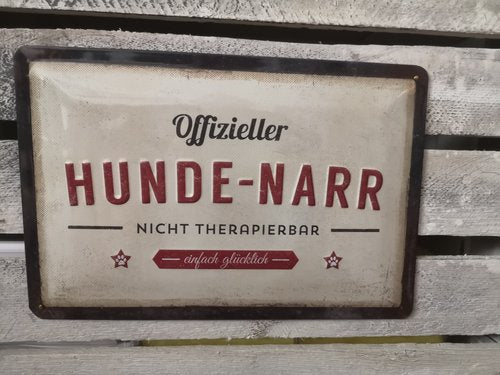 Offizieller
HUNDE-NARR
NICHT THERAPIERBAR
einfach glücklich